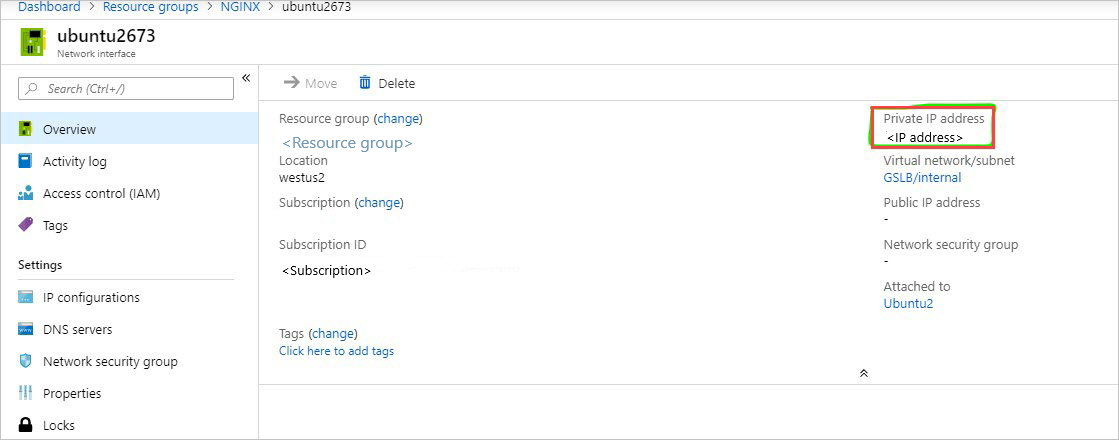 Dashboard > Resource groups > NGINX > ubuntu2673
ubuntu2673
Network interface
«
Search (Ctrl+/)
Overview
Activity log
Access control (IAM)
Tags
Settings
IP configurations
DNS servers
Network security group
Properties
Locks
Move
Delete
Resource group (change)
<Resource group>
Location
westus2
Subscription (change)
Subscription ID
<Subscription>
Tags (change)
Click here to add tags
Private IP address
<IP address>
Virtual network/subnet
GSLB/internal
Public IP address
-
Network security group
-
Attached to
Ubuntu2